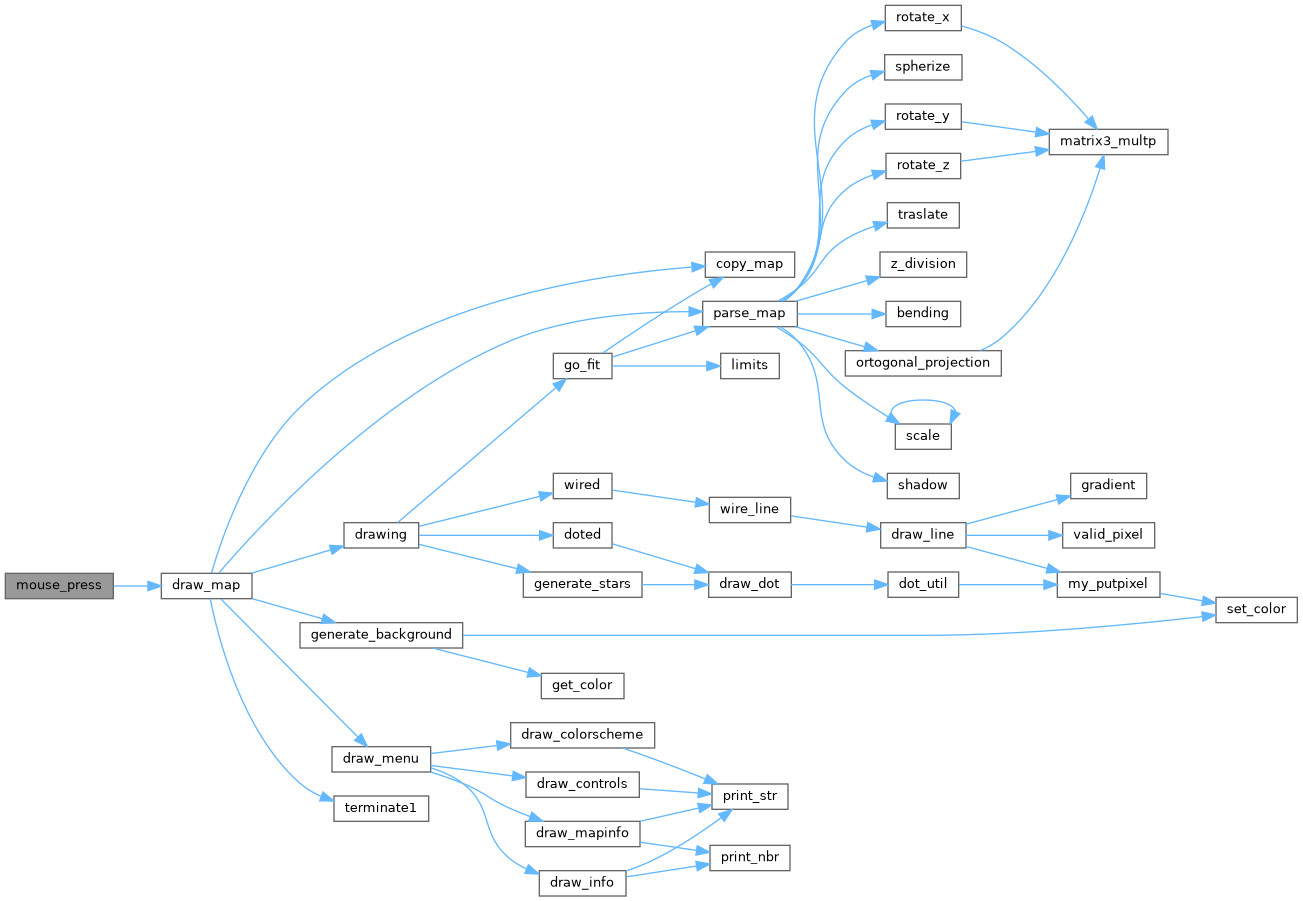 rotate_x
spherize
rotate_y
matrix3_multp
rotate_z
traslate
copy_map
z_division
parse_map
bending
go_fit
limits
ortogonal_projection
scale
wired
shadow
gradient
wire_line
drawing
doted
draw_line
valid_pixel
mouse_press
draw_map
generate_stars
draw_dot
dot_util
my_putpixel
set_color
generate_background
get_color
draw_colorscheme
draw_menu
draw_controls
print_str
terminate1
draw_mapinfo
print_nbr
draw_info